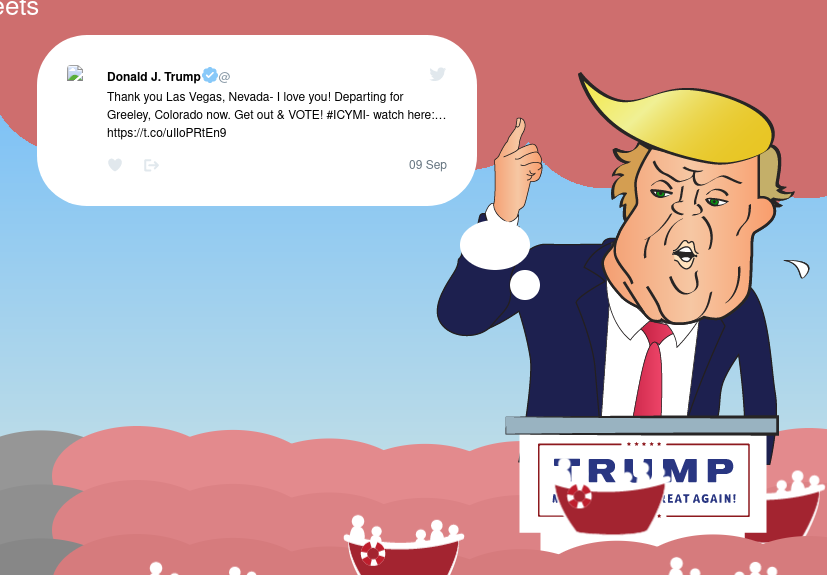 eets
Donald J. Trump @
Thank you Las Vegas, Nevada- I love you! Departing for
Greeley, Colorado now. Get out & VOTE! #ICYMI- watch here:…
https://t.co/uIloPRtEn9
09 Sep
TRUMP
REAT AGAIN!